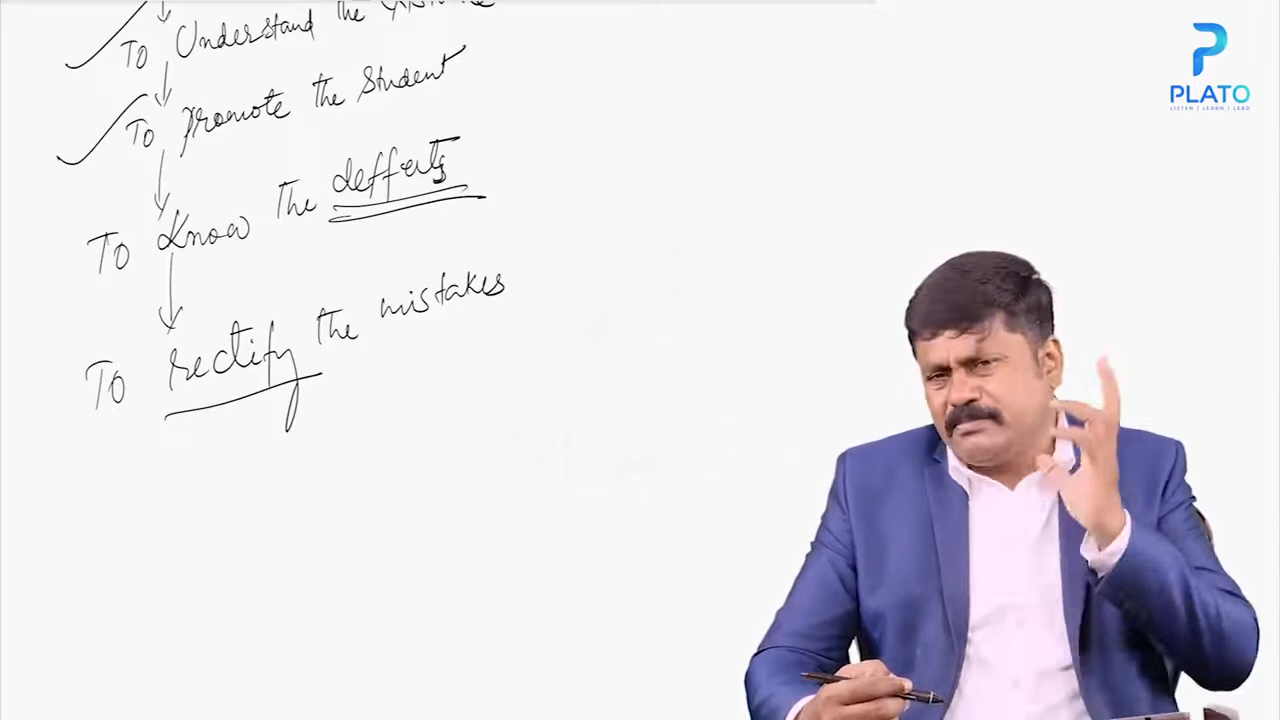 To Understand the
To promote the Student
To Know the deffects
To rectify the mistakes
P
PLATO
LISTEN | LEARN | LEAD
PLATO